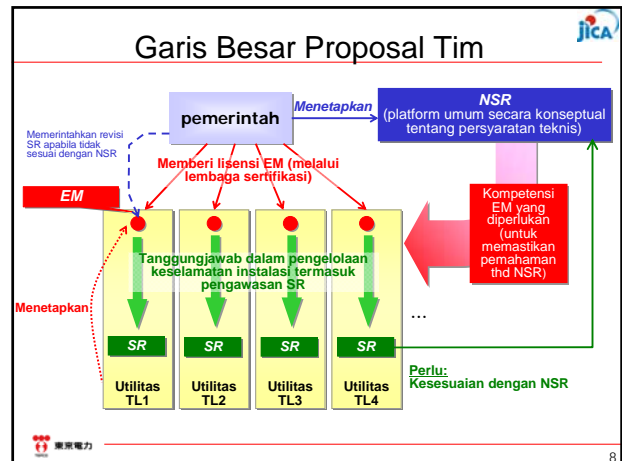 Garis Besar Proposal Tim
jICA
pemerintah
Menetapkan
NSR
(platform umum secara konseptual
tentang persyaratan teknis)
Memerintahkan revisi
SR apabila tidak
sesuai dengan NSR
Memberi lisensi EM (melalui
lembaga sertifikasi)
EM
Kompetensi
EM yang
diperlukan
(untuk
memastikan
pemahaman
thd NSR)
Tanggungjawab dalam pengelolaan
keselamatan instalasi termasuk
pengawasan SR
Menetapkan
...
SR
SR
SR
SR
Utilitas
TL1
Utilitas
TL2
Utilitas
TL3
Utilitas
TL4
Perlu:
Kesesuaian dengan NSR
東京電力
8